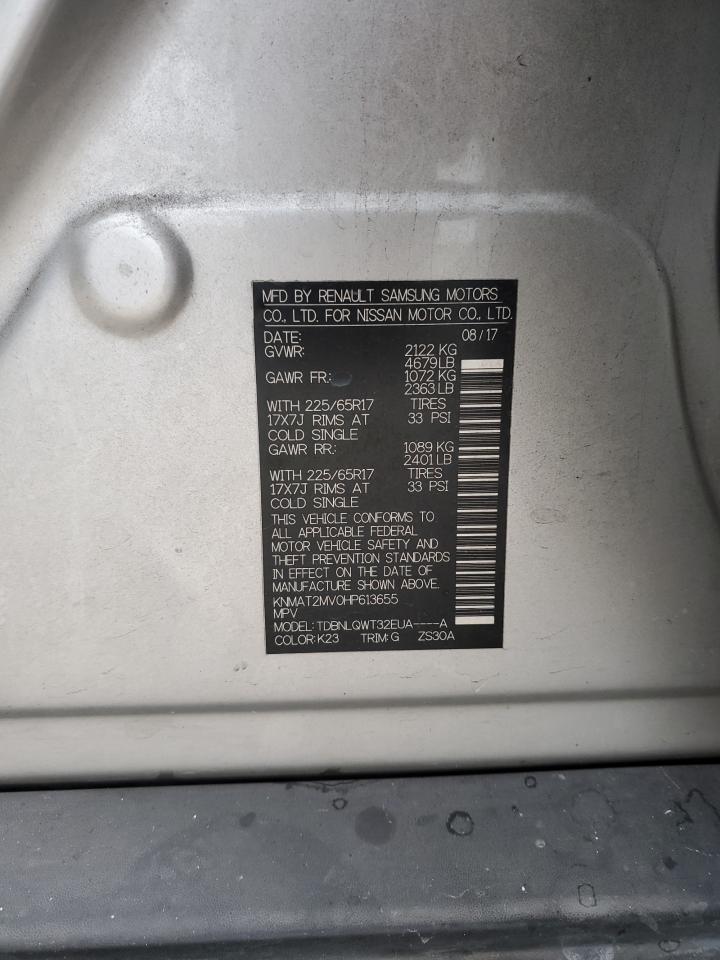 MFD BY RENAULT SAMSUNG MOTORS
CO., LTD. FOR NISSAN MOTOR CO., LTD.
DATE: 08/17
GVWR: 2122 KG
4679LB
GAWR FR: 1072 KG
2363LB
WITH 225/65R17 TIRES
17X7J RIMS AT 33 PSI
COLD SINGLE
GAWR RR: 1089 KG
2401LB
WITH 225/65R17 TIRES
17X7J RIMS AT 33 PSI
COLD SINGLE
THIS VEHICLE CONFORMS TO
ALL APPLICABLE FEDERAL
MOTOR VEHICLE SAFETY AND
THEFT PREVENTION STANDARDS
IN EFFECT ON THE DATE OF
MANUFACTURE SHOWN ABOVE.
KNMAT2MV0HP613655
MPV
MODEL: TDBNLQWT32EUA----A
COLOR: K23 TRIM: G ZS30A